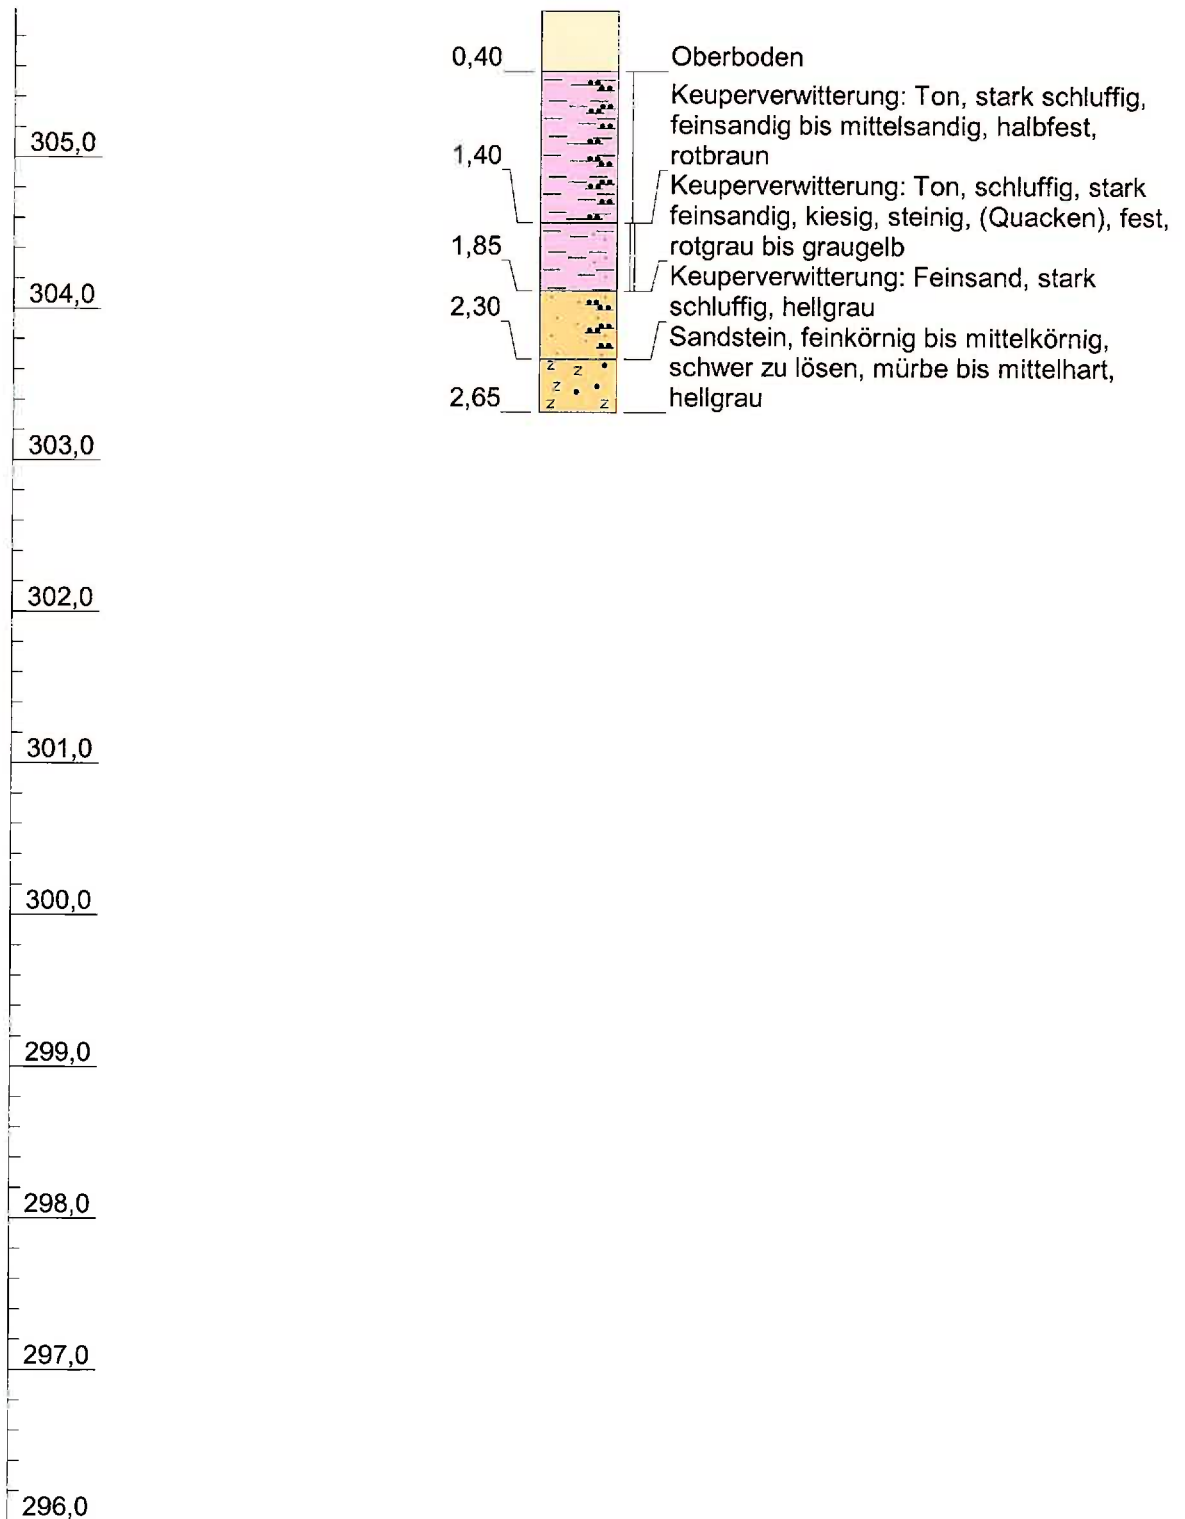 0,40
Oberboden
Keuperverwitterung: Ton, stark schluffig,
feinsandig bis mittelsandig, halbfest,
rotbraun
305,0
1,40
Keuperverwitterung: Ton, schluffig, stark
feinsandig, kiesig, steinig, (Quacken), fest,
rotgrau bis graugelb
1,85
Keuperverwitterung: Feinsand, stark
schluffig, hellgrau
304,0
2,30
Sandstein, feinkörnig bis mittelkörnig,
schwer zu lösen, mürbe bis mittelhart,
hellgrau
z z
z
z z
2,65
303,0
302,0
301,0
300,0
299,0
298,0
297,0
296,0